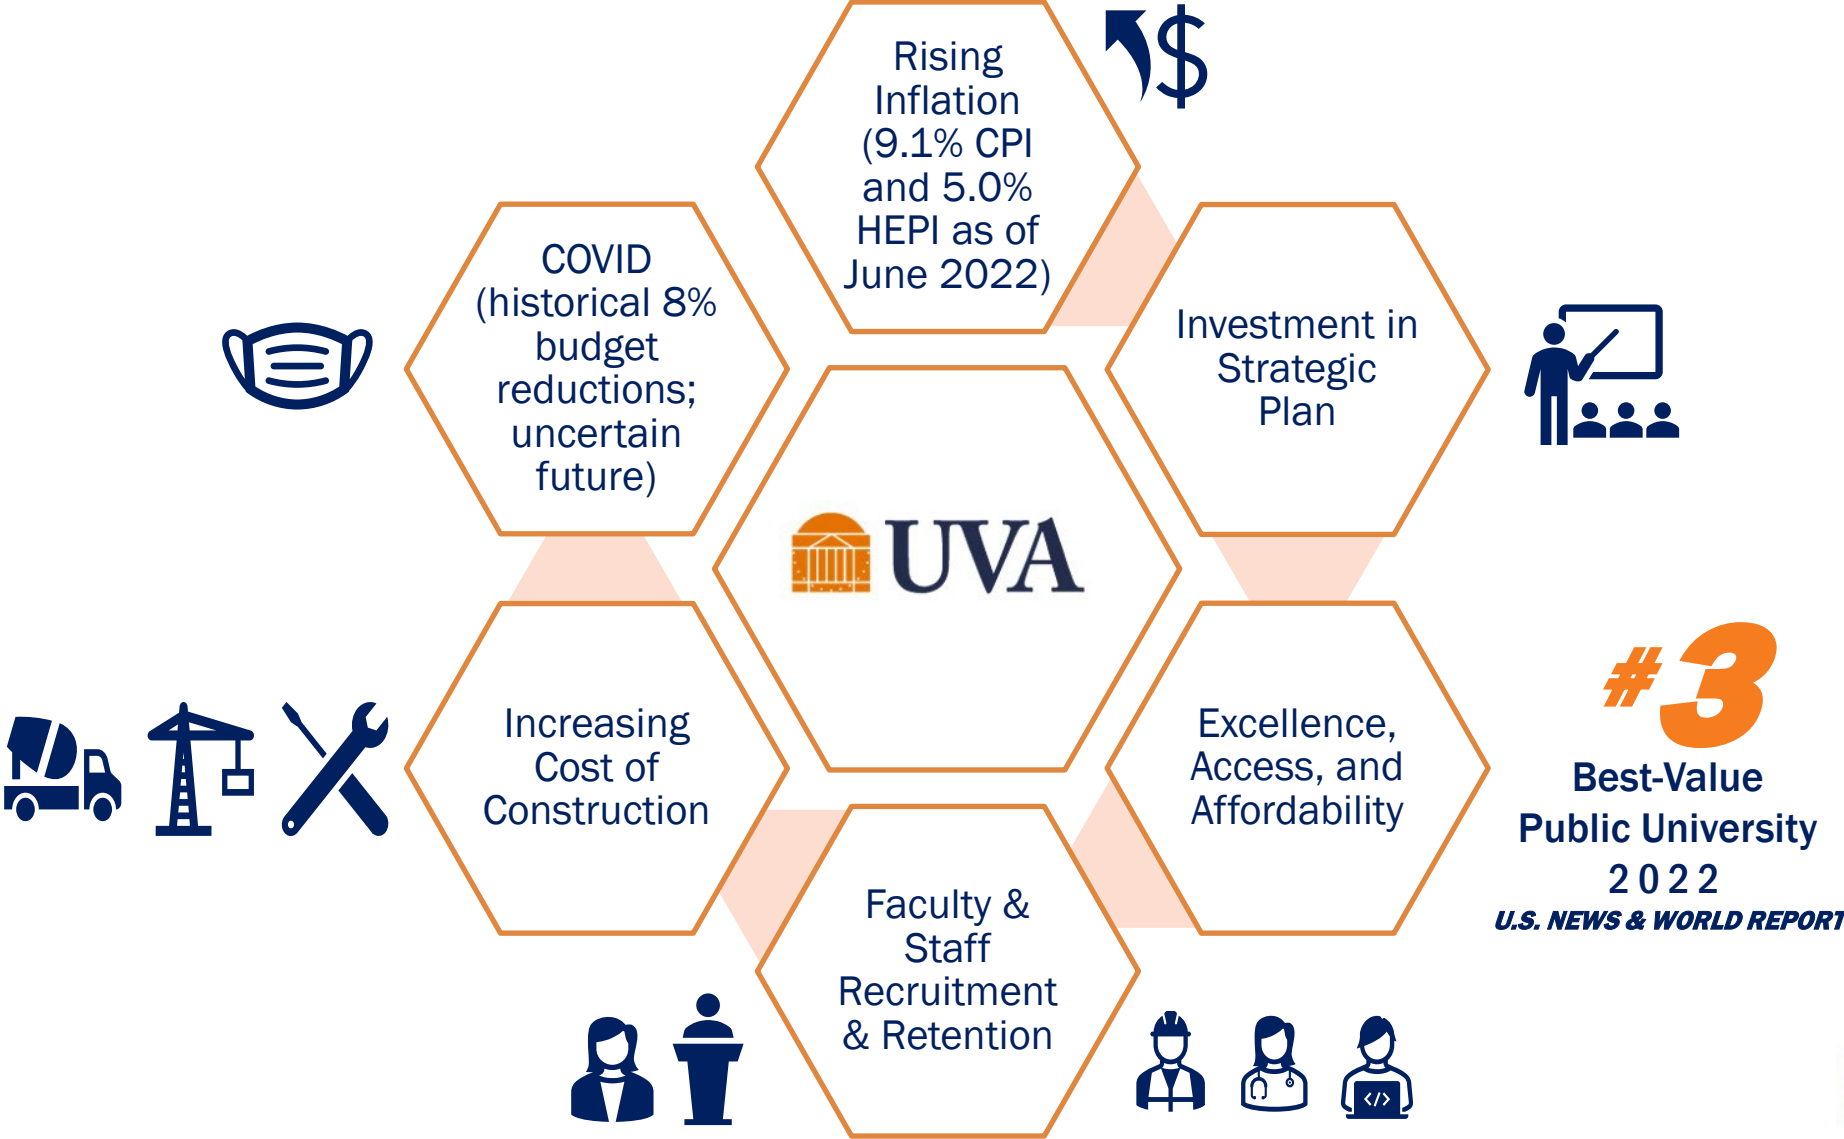 Rising
Inflation
(9.1% CPI
and 5.0%
HEPI as of
June 2022)
$
COVID
(historical 8%
budget
reductions;
uncertain
future)
Investment in
Strategic
Plan
UVA
Increasing
Cost of
Construction
Excellence,
Access, and
Affordability
#3
Best-Value
Public University
2022
U.S. NEWS & WORLD REPORT
Faculty &
Staff
Recruitment
& Retention
</>